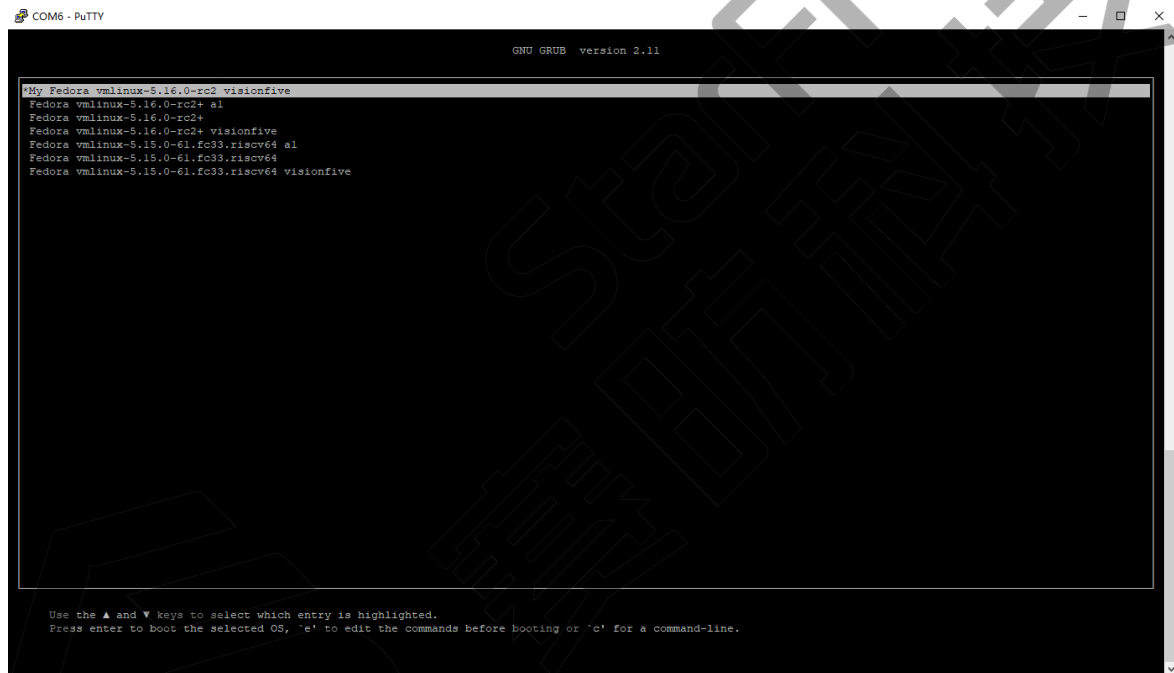 COM6 - PuTTY
GNU GRUB version 2.11
*My Fedora vmlinux-5.16.0-rc2 visionfive
Fedora vmlinux-5.16.0-rc2+ al
Fedora vmlinux-5.16.0-rc2+
Fedora vmlinux-5.16.0-rc2+ visionfive
Fedora vmlinux-5.15.0-61.fc33.riscv64 al
Fedora vmlinux-5.15.0-61.fc33.riscv64
Fedora vmlinux-5.15.0-61.fc33.riscv64 visionfive
Use the ▲ and ▼ keys to select which entry is highlighted.
Press enter to boot the selected OS, `e' to edit the commands before booting or `c' for a command-line.